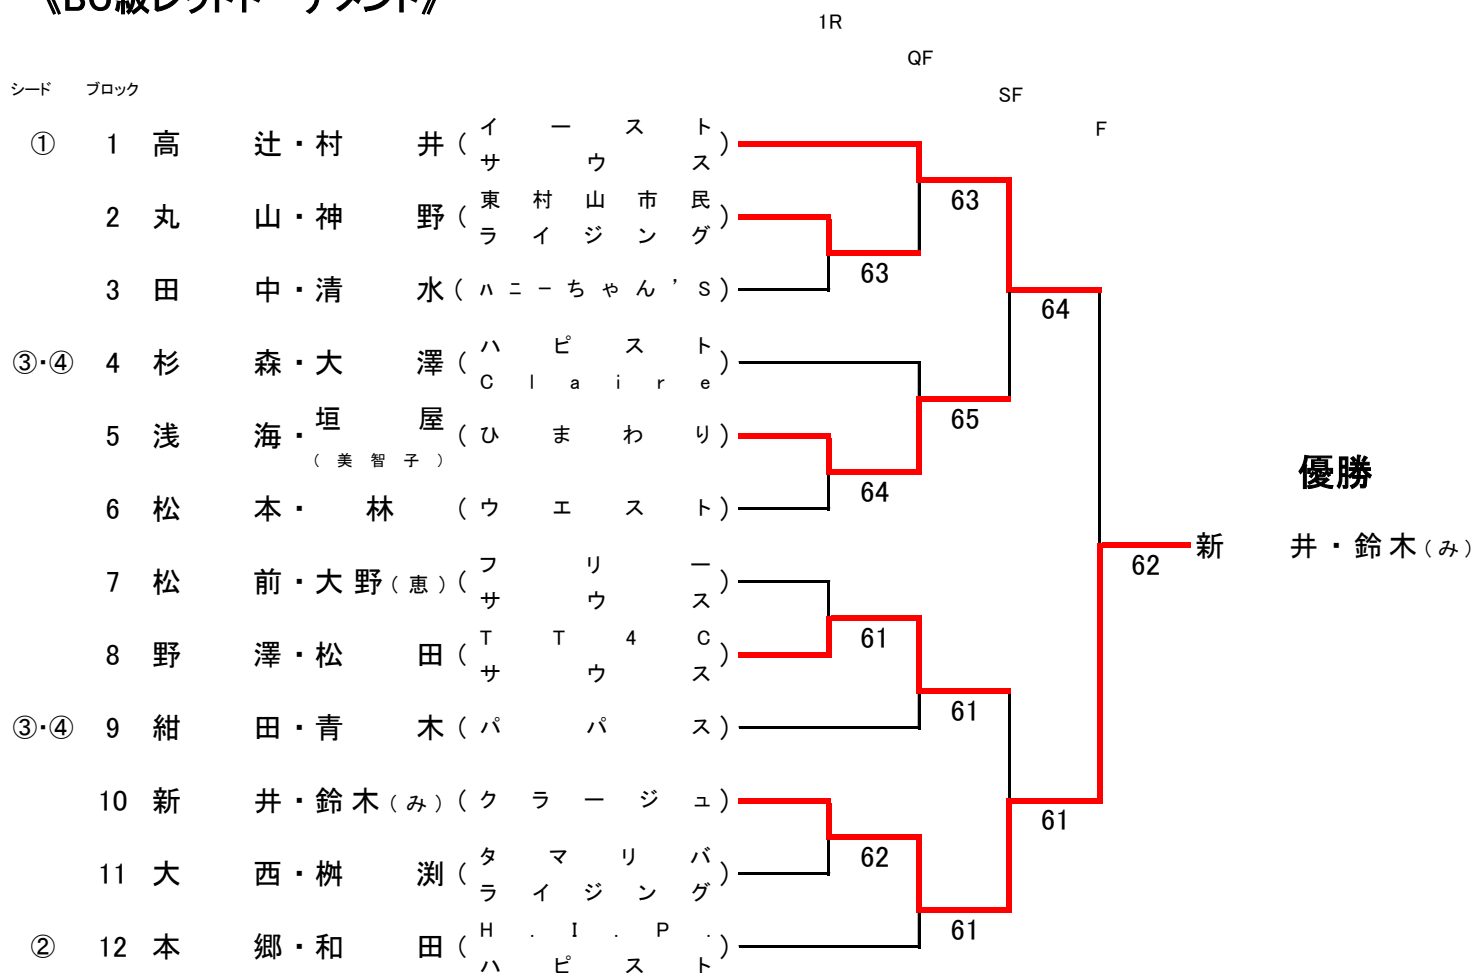 1R
QF
SF
F
シード ブロック
① 1 高辻・村井（イースト サウス）
2 丸山・神野（東村山市民 ライジング）
3 田中・清水（ハニーちゃん’S）
③・④ 4 杉森・大澤（ハピスト Claire）
5 浅海・垣屋（美智子）（ひまわり）
6 松本・林（ウエスト）
7 松前・大野（恵）（フリー サウス）
8 野澤・松田（TT4C サウス）
③・④ 9 紺田・青木（パパス）
10 新井・鈴木（み）（クラージュ）
11 大西・桝渕（タマリバ ライジング）
② 12 本郷・和田（H.I.P. ハピスト）
63
63
64
65
64
優勝
62 新井・鈴木（み）
61
61
61
62
61